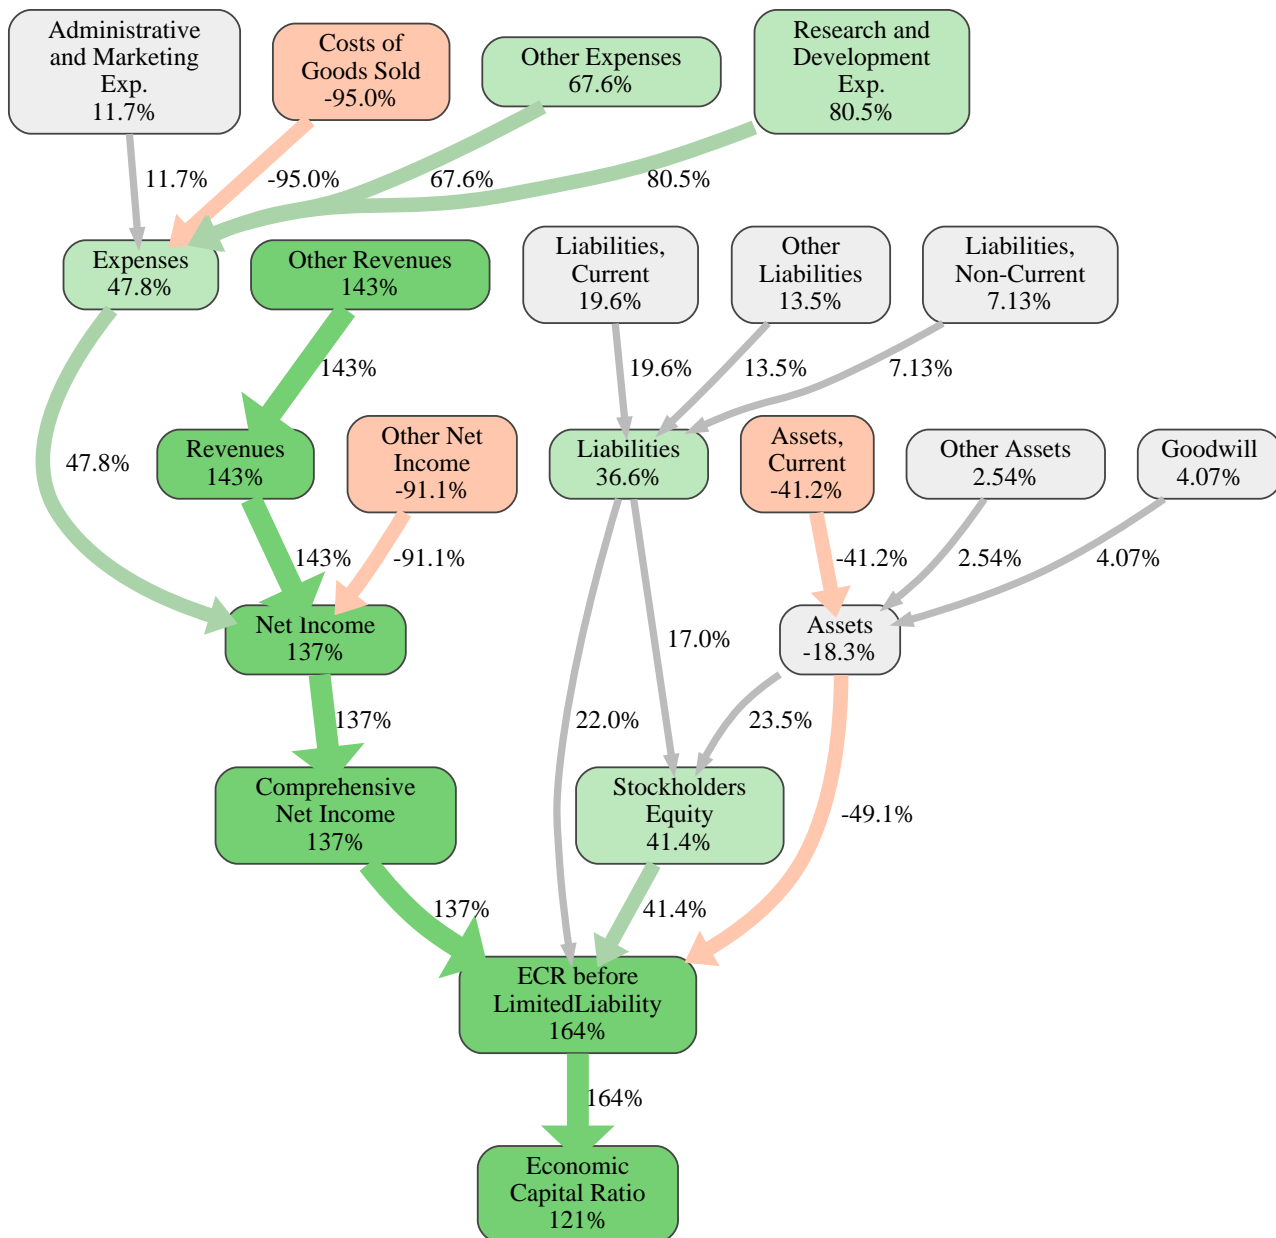 Administrative
and Marketing
Exp.
11.7%
Costs of
Goods Sold
-95.0%
Other Expenses
67.6%
Research and
Development
Exp.
80.5%
11.7%
-95.0%
67.6%
80.5%
Expenses
47.8%
Other Revenues
143%
Liabilities,
Current
19.6%
Other
Liabilities
13.5%
Liabilities,
Non-Current
7.13%
143%
19.6%
13.5%
7.13%
47.8%
Revenues
143%
Other Net
Income
-91.1%
Liabilities
36.6%
Assets,
Current
-41.2%
Other Assets
2.54%
Goodwill
4.07%
143%
-91.1%
-41.2%
2.54%
4.07%
Net Income
137%
17.0%
Assets
-18.3%
137%
22.0%
23.5%
Comprehensive
Net Income
137%
Stockholders
Equity
41.4%
-49.1%
137%
41.4%
ECR before
LimitedLiability
164%
164%
Economic
Capital Ratio
121%